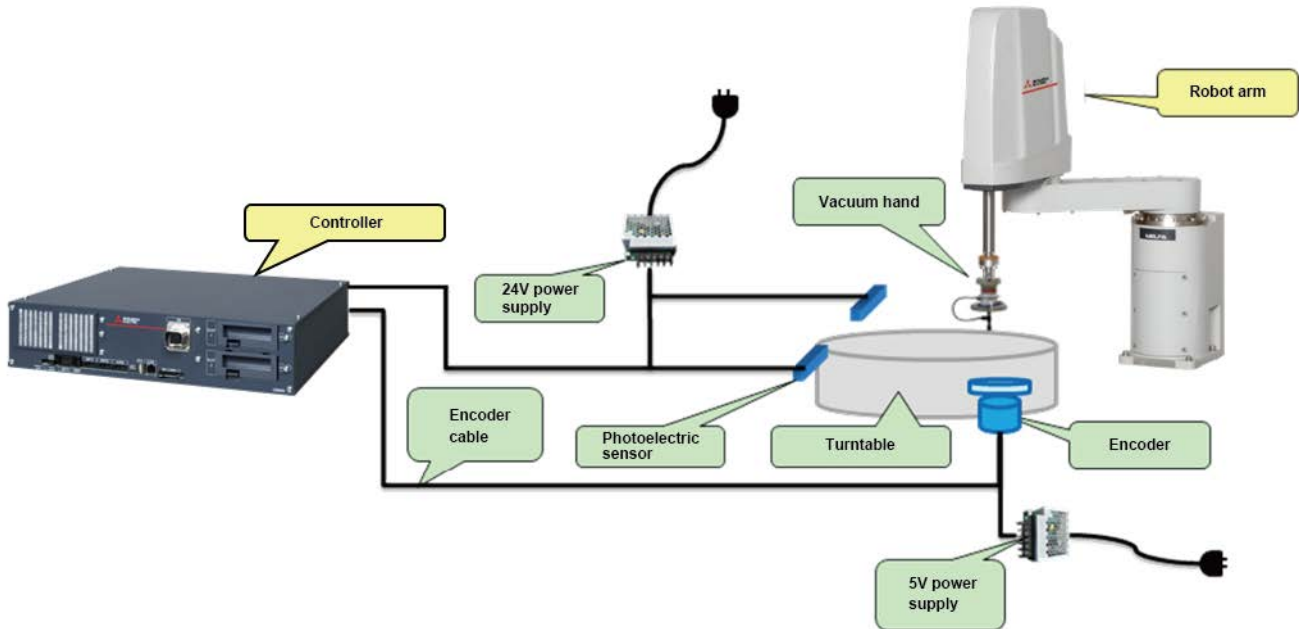 Robot arm
Vacuum hand
Controller
24V power
supply
Encoder
cable
Photoelectric
sensor
Turntable
Encoder
5V power
supply